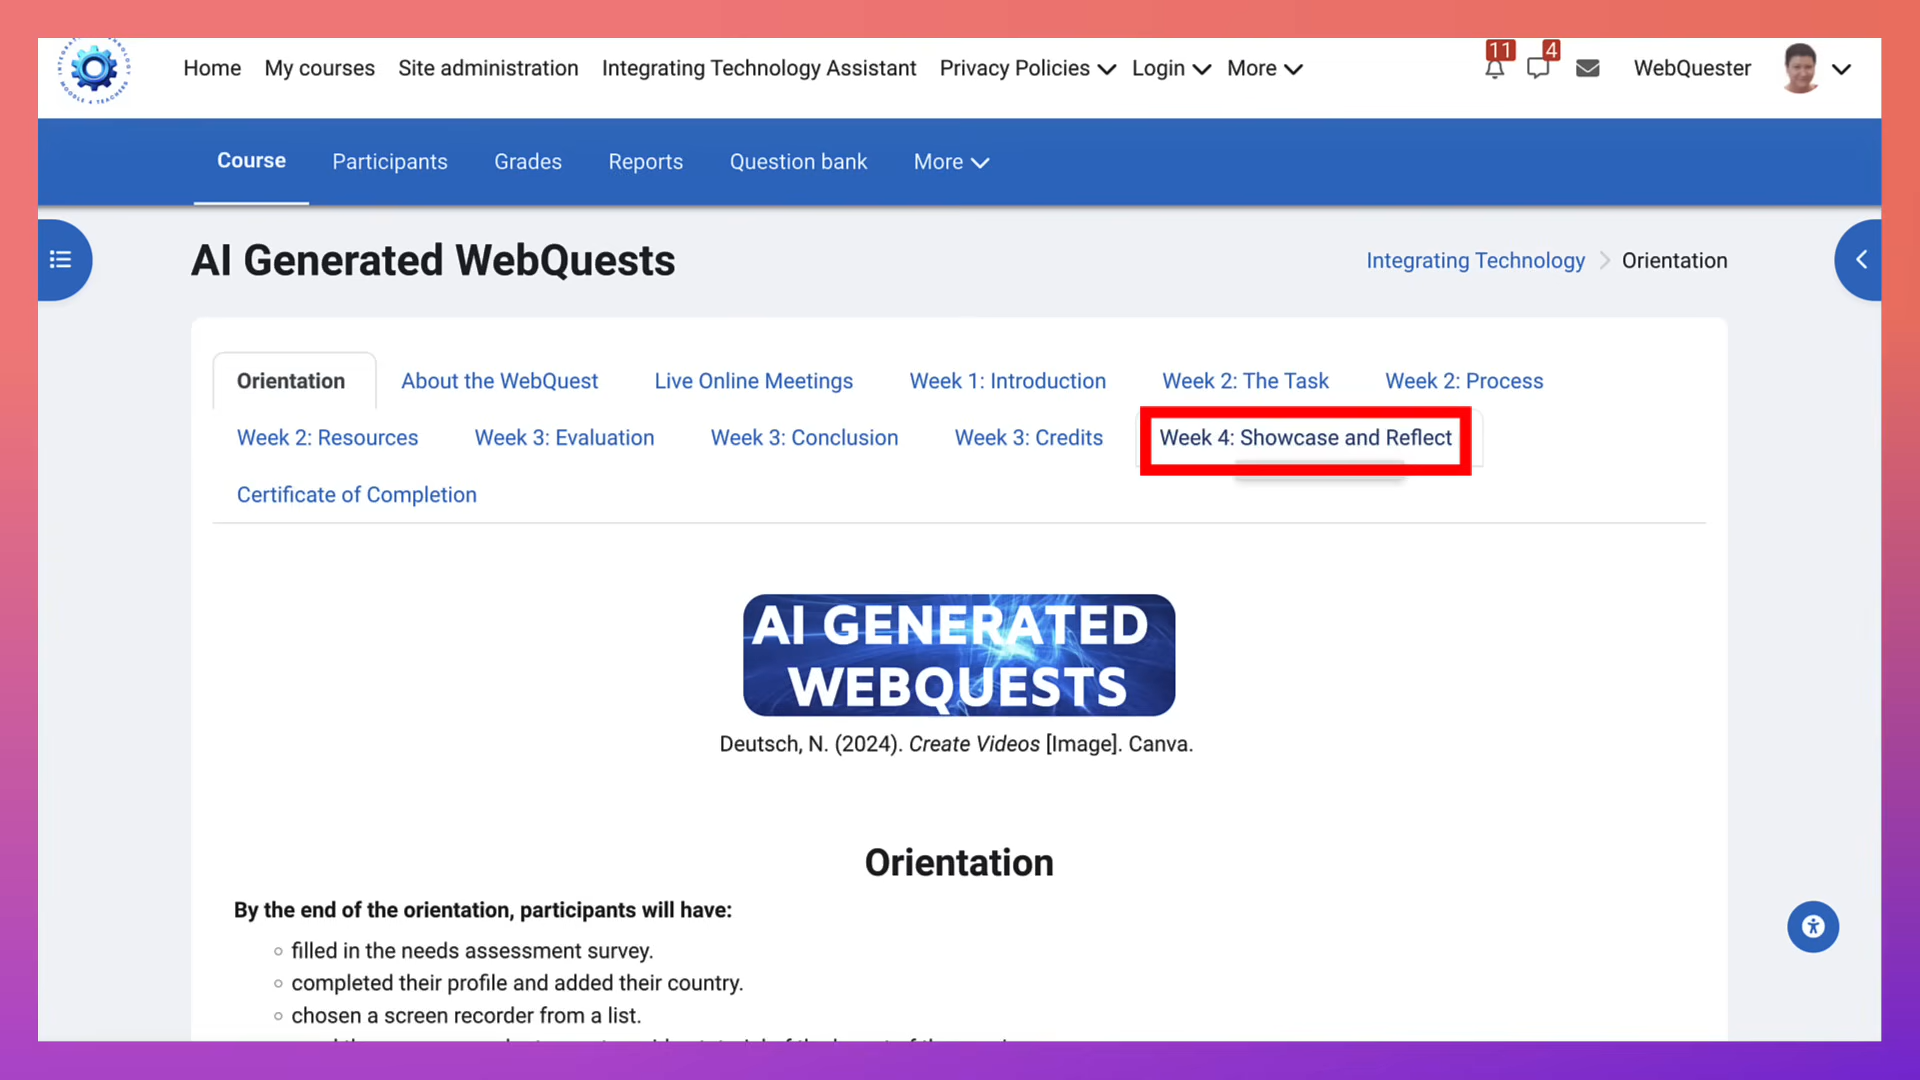 Home My courses Site administration Integrating Technology Assistant Privacy Policies Login More 11 4 WebQuester
Course Participants Grades Reports Question bank More
AI Generated WebQuests
Integrating Technology Orientation
Orientation About the WebQuest Live Online Meetings Week 1: Introduction Week 2: The Task Week 2: Process
Week 2: Resources Week 3: Evaluation Week 3: Conclusion Week 3: Credits Week 4: Showcase and Reflect
Certificate of Completion
AI GENERATED
WEBQUESTS
Deutsch, N. (2024). Create Videos [Image]. Canva.
Orientation
By the end of the orientation, participants will have:
filled in the needs assessment survey.
completed their profile and added their country.
chosen a screen recorder from a list.